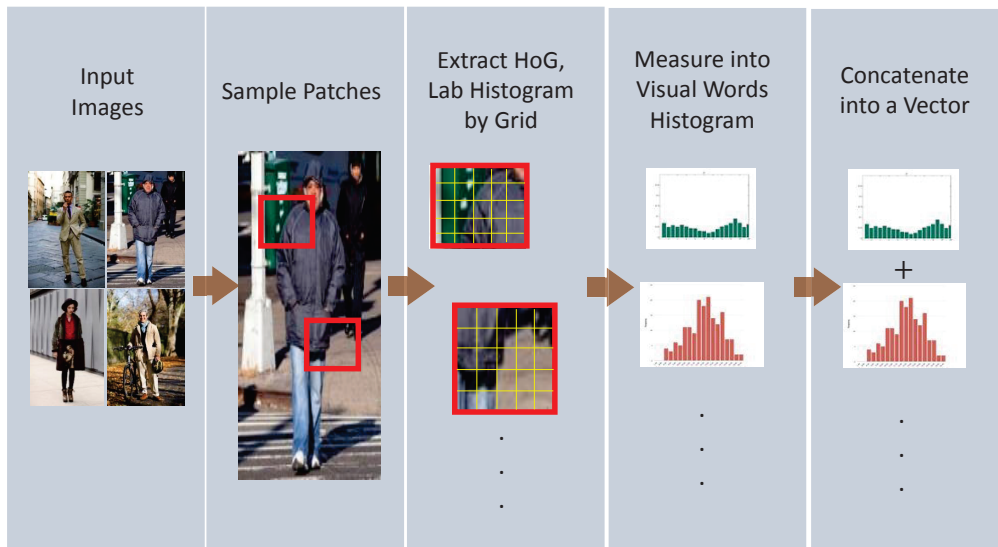 Input
Images
Sample Patches
Extract HoG,
Lab Histogram
by Grid
Measure into
Visual Words
Histogram
Concatenate
into a Vector
+
.
.
.
.
.
.
.
.
.